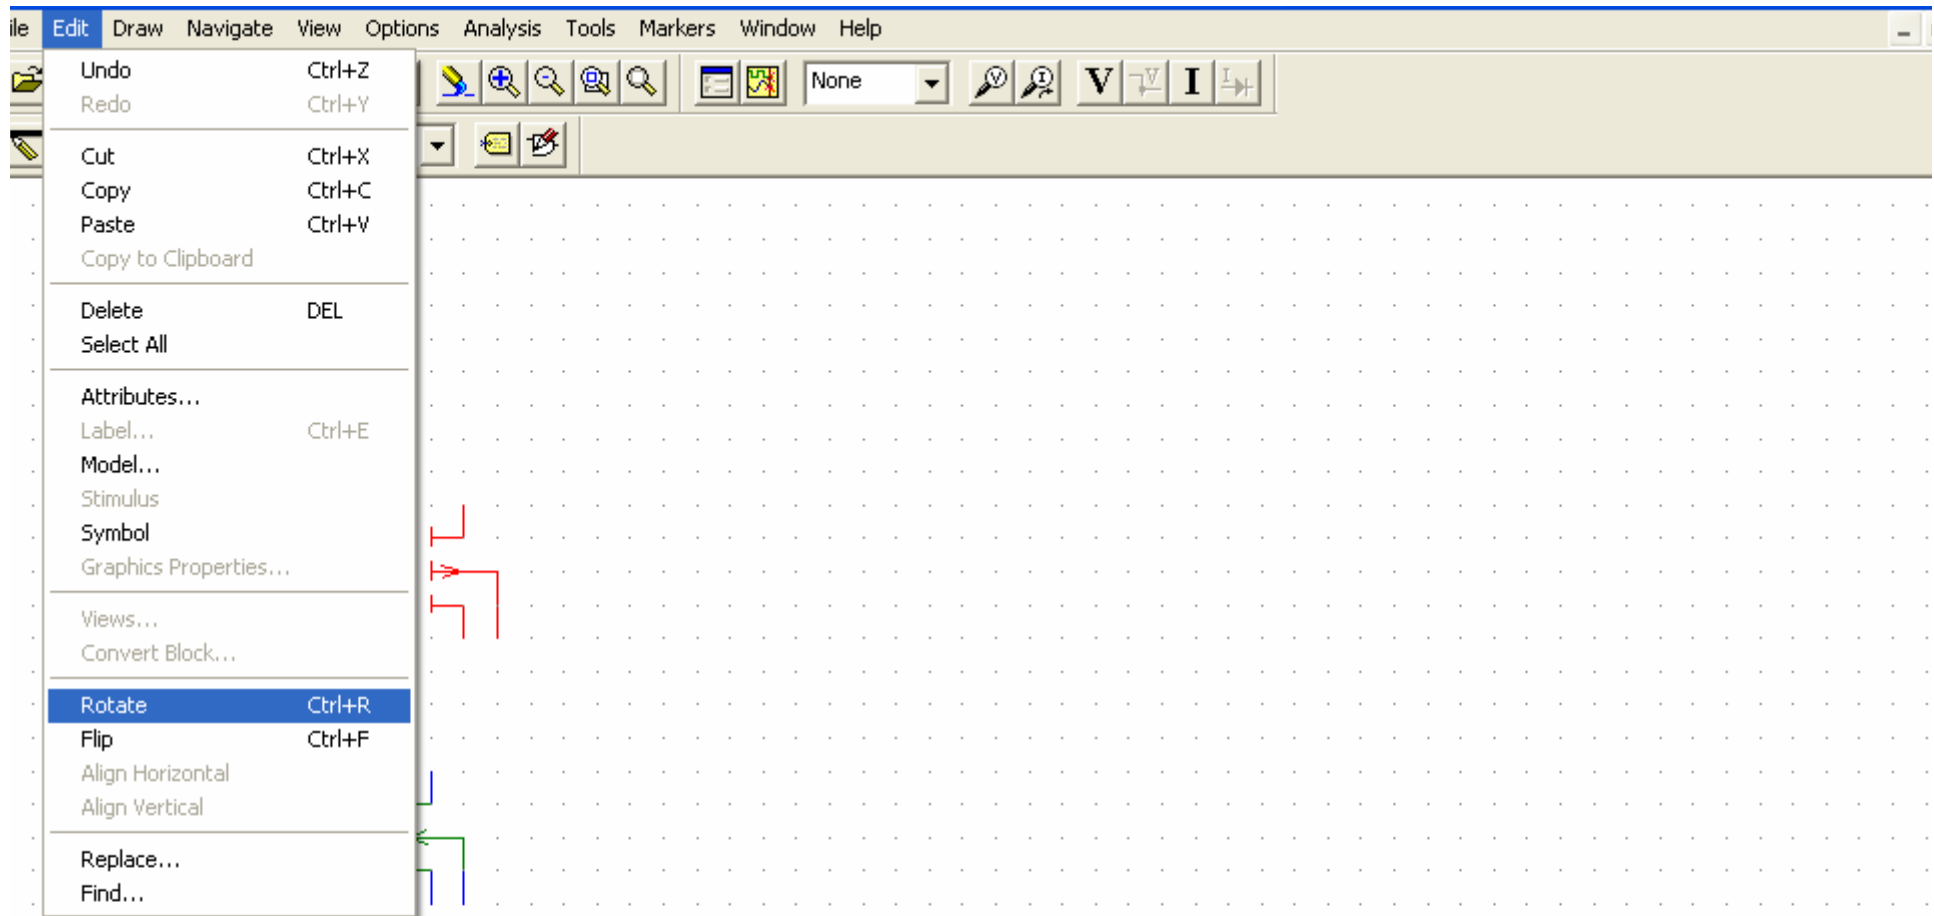 ile Edit Draw Navigate View Options Analysis Tools Markers Window Help
Undo Ctrl+Z
Redo Ctrl+Y
None
V V I I
Cut Ctrl+X
Copy Ctrl+C
Paste Ctrl+V
Copy to Clipboard
Delete DEL
Select All
Attributes...
Label... Ctrl+E
Model...
Stimulus
Symbol
Graphics Properties...
Views...
Convert Block...
Rotate Ctrl+R
Flip Ctrl+F
Align Horizontal
Align Vertical
Replace...
Find...